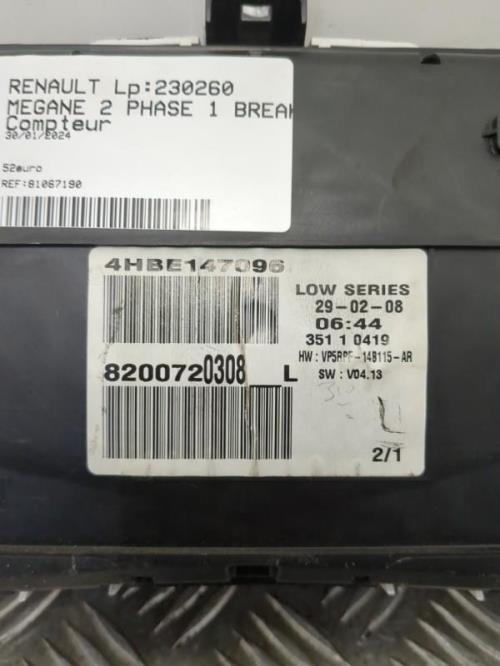 RENAULT Lp:230260
MEGANE 2 PHASE 1 BREAK
Compteur
30/01/2024
52euro
REF:81067190
4HBE147096
LOW SERIES
29-02-08
06:44
351 1 0419
HW : VP5RPF-14B115-AR
SW : V04.13
8200720308__L
2/1